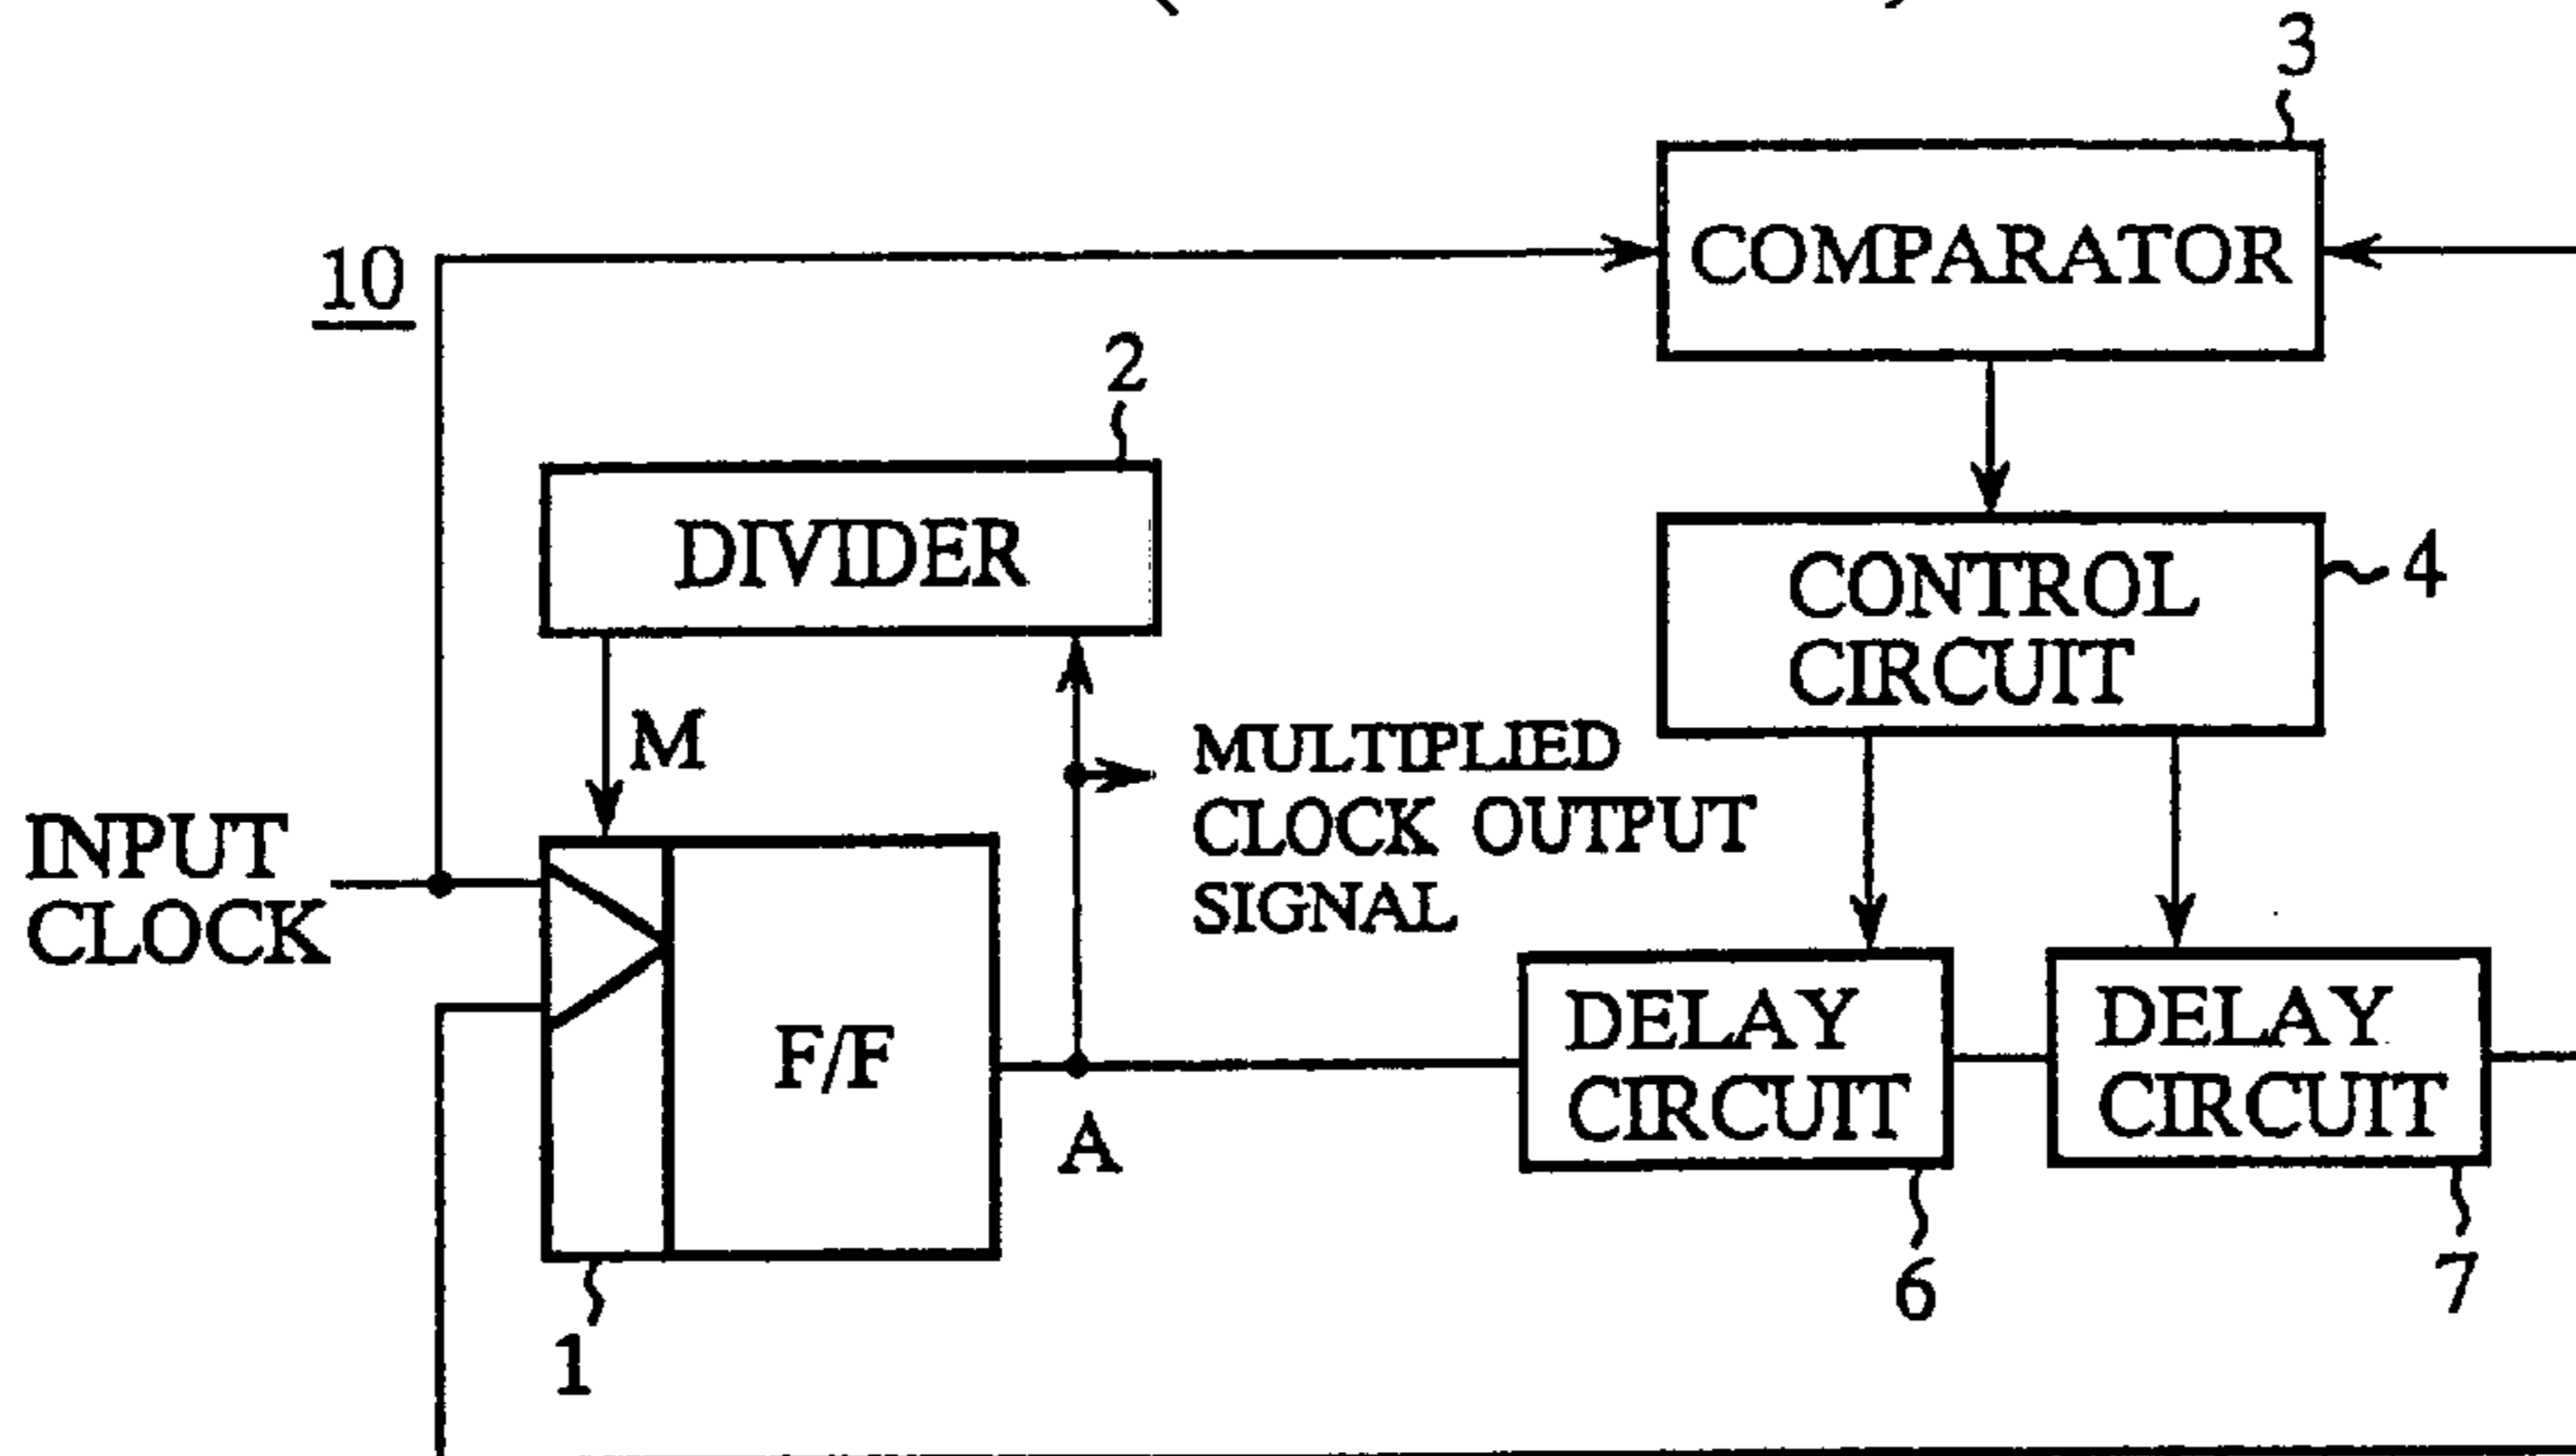 3
10
COMPARATOR
2
DIVIDER
CONTROL
CIRCUIT
4
M
MULTIPLIED
CLOCK OUTPUT
SIGNAL
INPUT
CLOCK
F/F
A
DELAY
CIRCUIT
DELAY
CIRCUIT
1
6
7